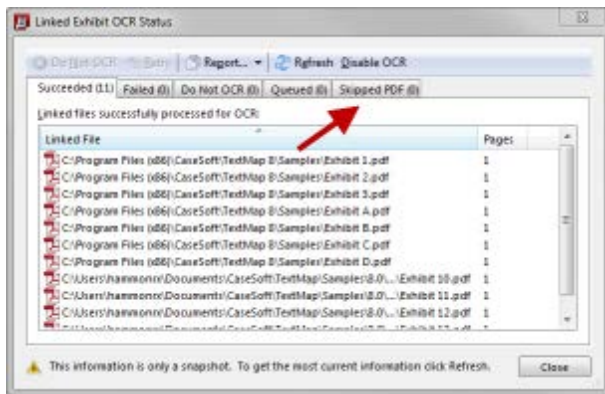 Linked Exhibit OCR Status
Do Not OCR Retry Report... Refresh Disable OCR
Succeeded (11) Failed (0) Do Not OCR (0) Queued (0) Skipped PDF (0)
Linked files successfully processed for OCR:
Linked File Pages
C:\Program Files (x86)\CaseSoft\TextMap 8\Samples\Exhibit 1.pdf 1
C:\Program Files (x86)\CaseSoft\TextMap 8\Samples\Exhibit 2.pdf 1
C:\Program Files (x86)\CaseSoft\TextMap 8\Samples\Exhibit 3.pdf 1
C:\Program Files (x86)\CaseSoft\TextMap 8\Samples\Exhibit A.pdf 1
C:\Program Files (x86)\CaseSoft\TextMap 8\Samples\Exhibit B.pdf 1
C:\Program Files (x86)\CaseSoft\TextMap 8\Samples\Exhibit C.pdf 1
C:\Program Files (x86)\CaseSoft\TextMap 8\Samples\Exhibit D.pdf 1
C:\Users\hammonrx\Documents\CaseSoft\TextMap\Samples\8.0\...\Exhibit 10.pdf 1
C:\Users\hammonrx\Documents\CaseSoft\TextMap\Samples\8.0\...\Exhibit 11.pdf 1
C:\Users\hammonrx\Documents\CaseSoft\TextMap\Samples\8.0\...\Exhibit 12.pdf 1
This information is only a snapshot. To get the most current information click Refresh. Close